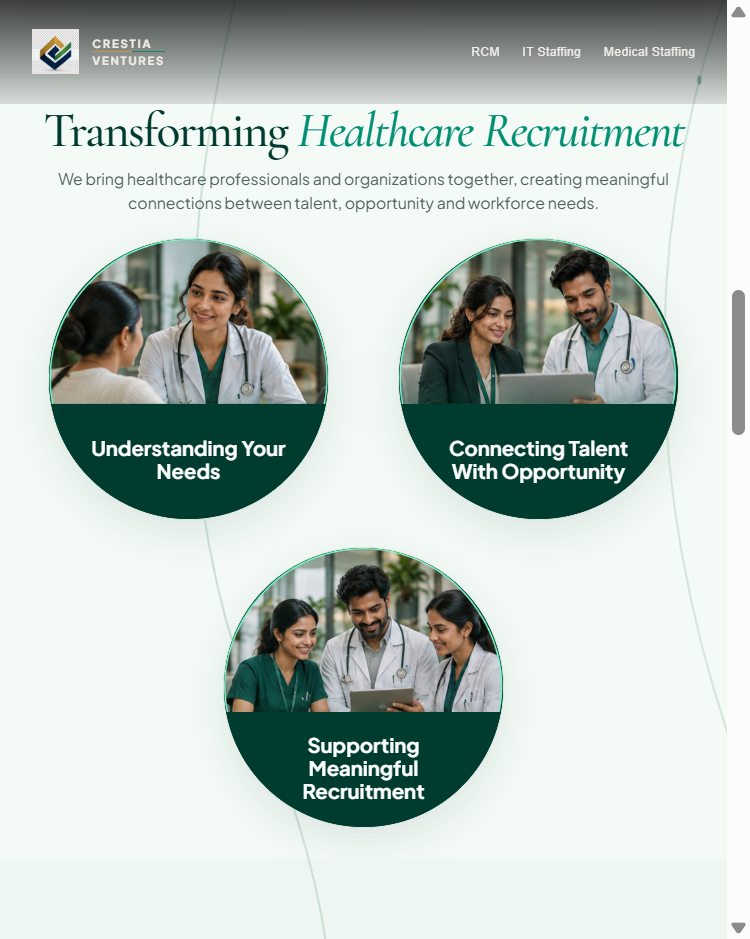 CRESTIA
VENTURES
RCM IT Staffing Medical Staffing
Transforming Healthcare Recruitment
We bring healthcare professionals and organizations together, creating meaningful
connections between talent, opportunity and workforce needs.
Understanding Your
Needs
Connecting Talent
With Opportunity
Supporting
Meaningful
Recruitment